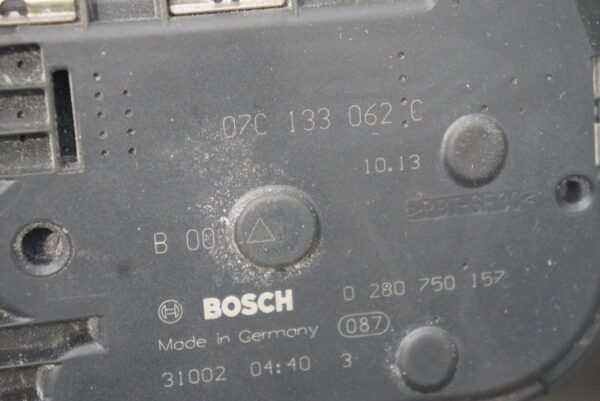 07C 133 062 C
10.13
B 00
BOSCH 0 280 750 157
Made in Germany 087
31002 04:40 3